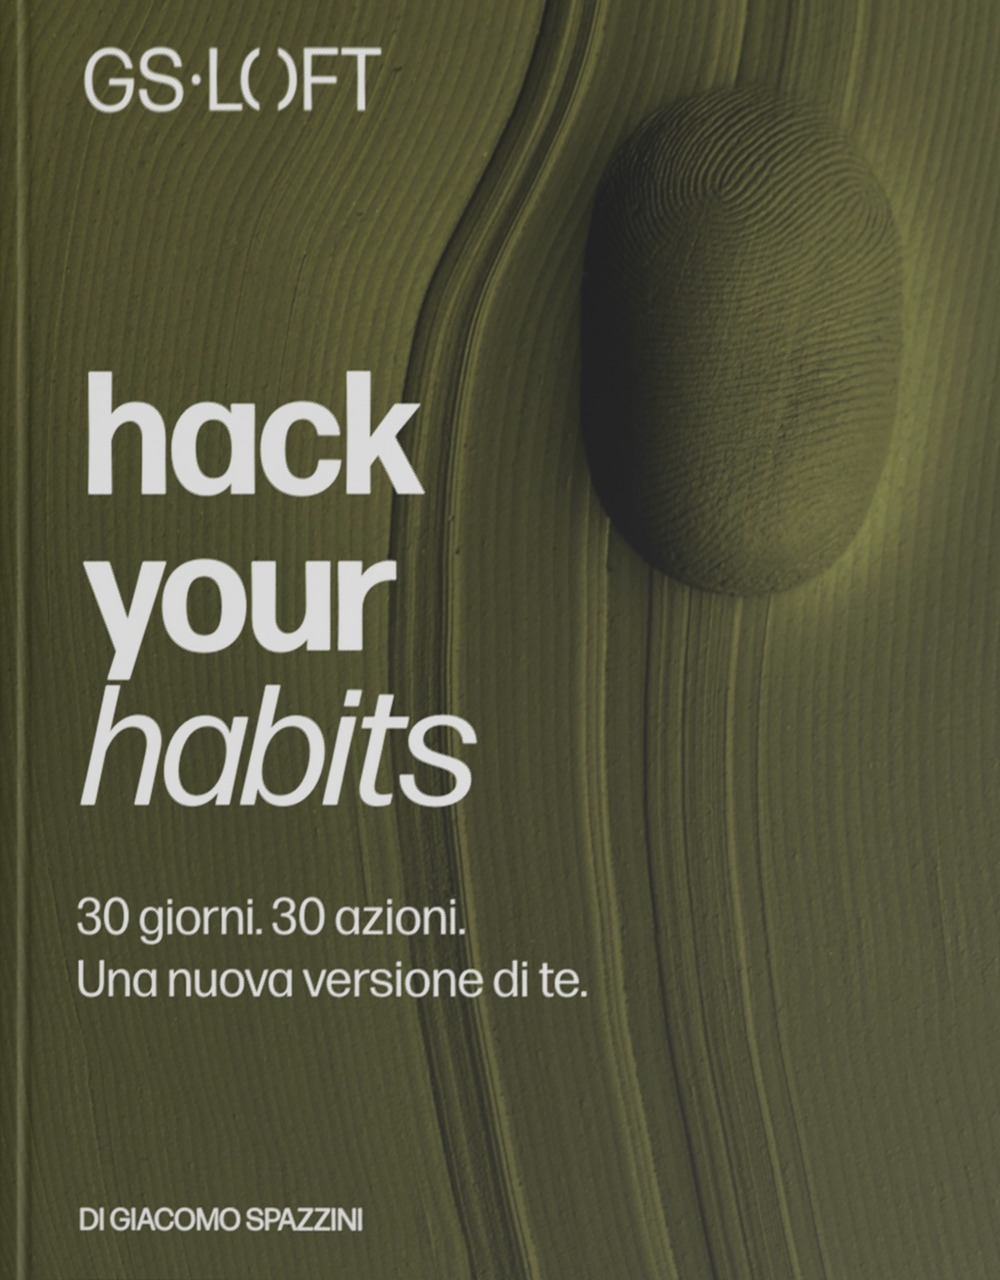 GS·LOFT
hack
your
habits
30 giorni. 30 azioni.
Una nuova versione di te.
DI GIACOMO SPAZZINI